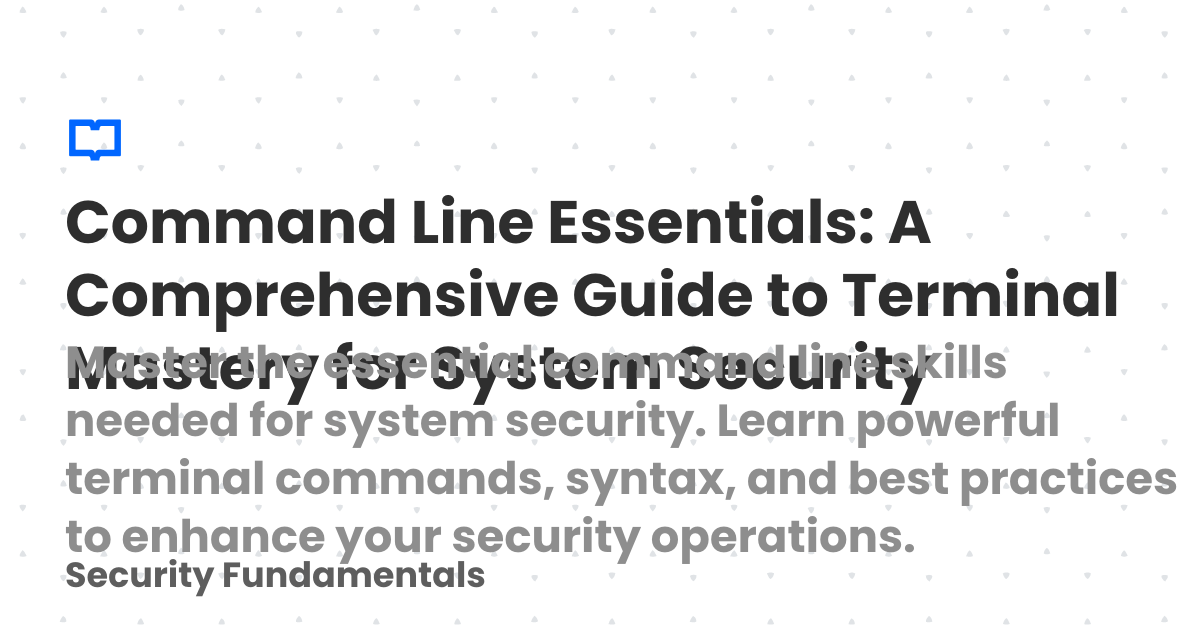 Command Line Essentials: A
Comprehensive Guide to Terminal
Mastery for System Security
Master the essential command line skills
needed for system security. Learn powerful
terminal commands, syntax, and best practices
to enhance your security operations.
Security Fundamentals